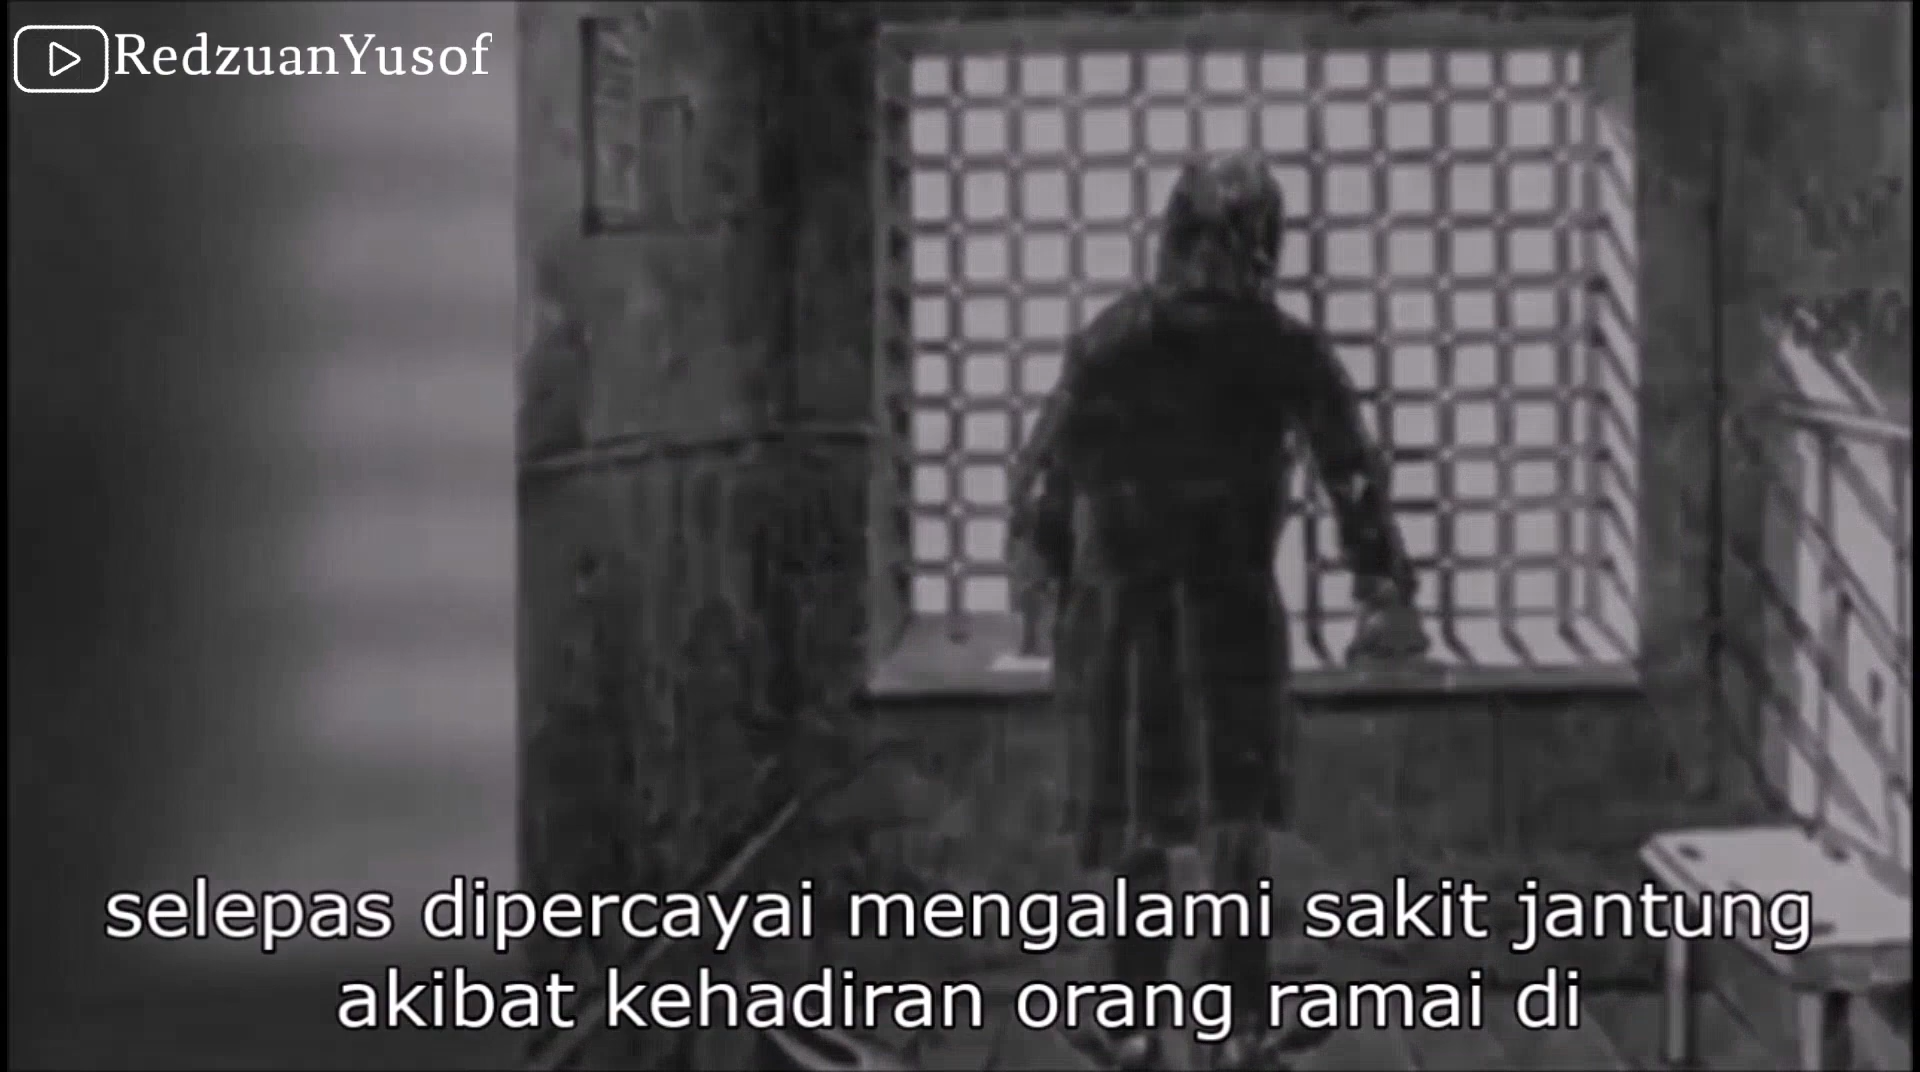 RedzuanYusof
selepas dipercayai mengalami sakit jantung
akibat kehadiran orang ramai di